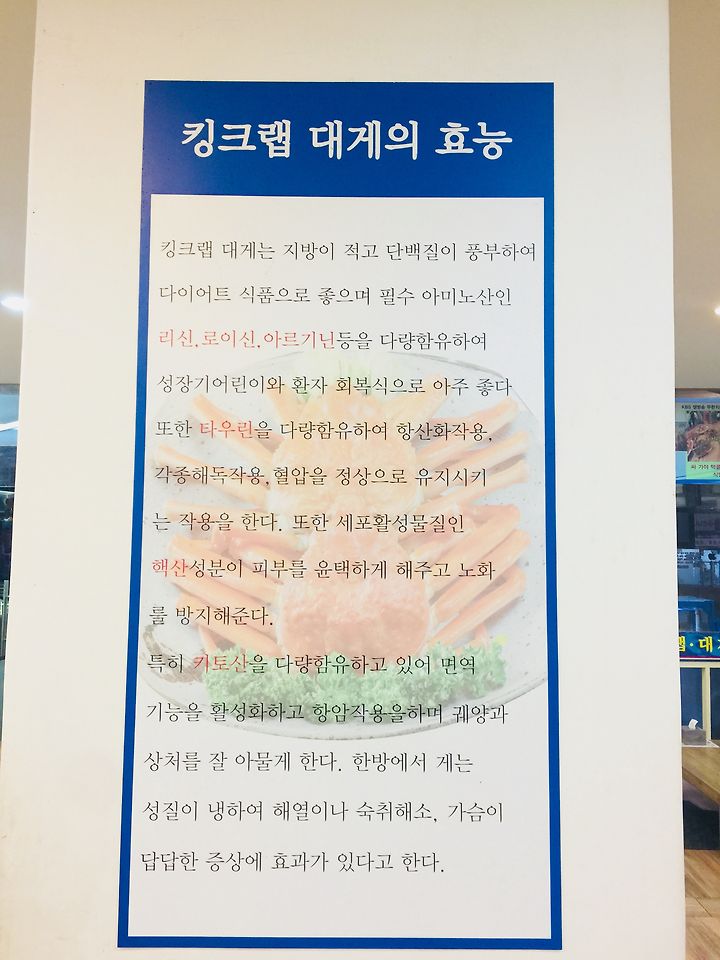 킹크랩 대게의 효능
킹크랩 대게는 지방이 적고 단백질이 풍부하여
다이어트 식품으로 좋으며 필수 아미노산인
리신,로이신,아르기닌등을 다량함유하여
성장기어린이와 환자 회복식으로 아주 좋다
또한 타우린을 다량함유하여 항산화작용,
각종해독작용,혈압을 정상으로 유지시키
는 작용을 한다. 또한 세포활성물질인
핵산성분이 피부를 윤택하게 해주고 노화
를 방지해준다.
특히 키토산을 다량함유하고 있어 면역
기능을 활성화하고 항암작용을하며 궤양과
상처를 잘 아물게 한다. 한방에서 게는
성질이 냉하여 해열이나 숙취해소, 가슴이
답답한 증상에 효과가 있다고 한다.
랩·대